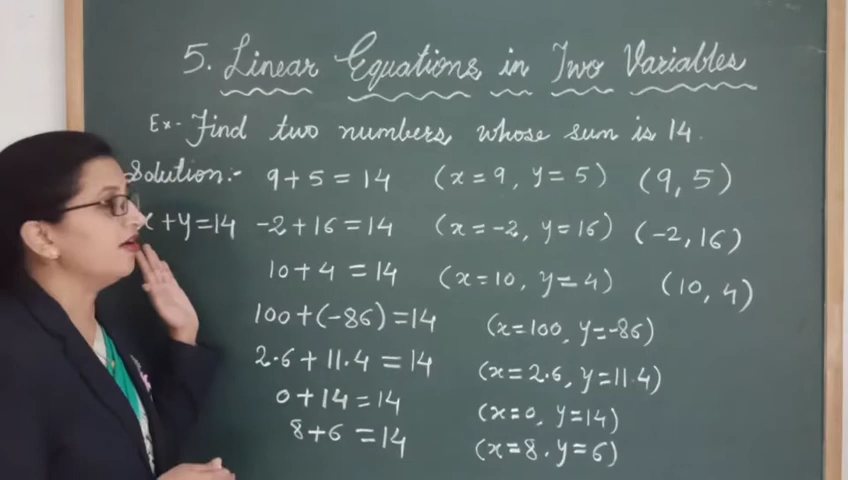 5. Linear Equations in Two Variables
Ex- Find two numbers whose sum is 14.
Solution:- 9+5=14 (x=9, y=5) (9, 5)
x+y=14 -2+16=14 (x=-2, y=16) (-2, 16)
10+4=14 (x=10, y=4) (10, 4)
100+(-86)=14 (x=100, y=-86)
2.6+11.4=14 (x=2.6, y=11.4)
0+14=14 (x=0, y=14)
8+6=14 (x=8, y=6)